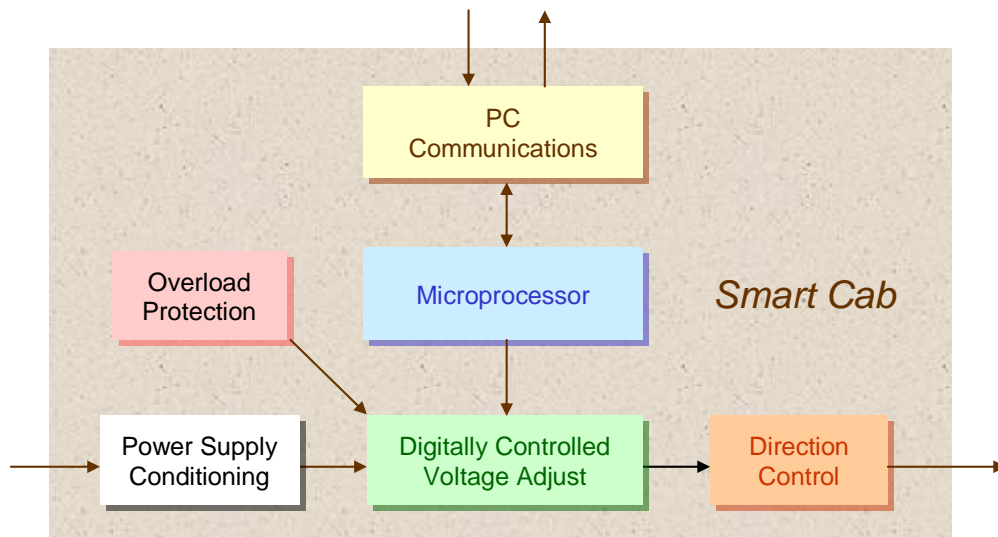 PC
Communications
Overload
Protection
Microprocessor
Smart Cab
Power Supply
Conditioning
Digitally Controlled
Voltage Adjust
Direction
Control